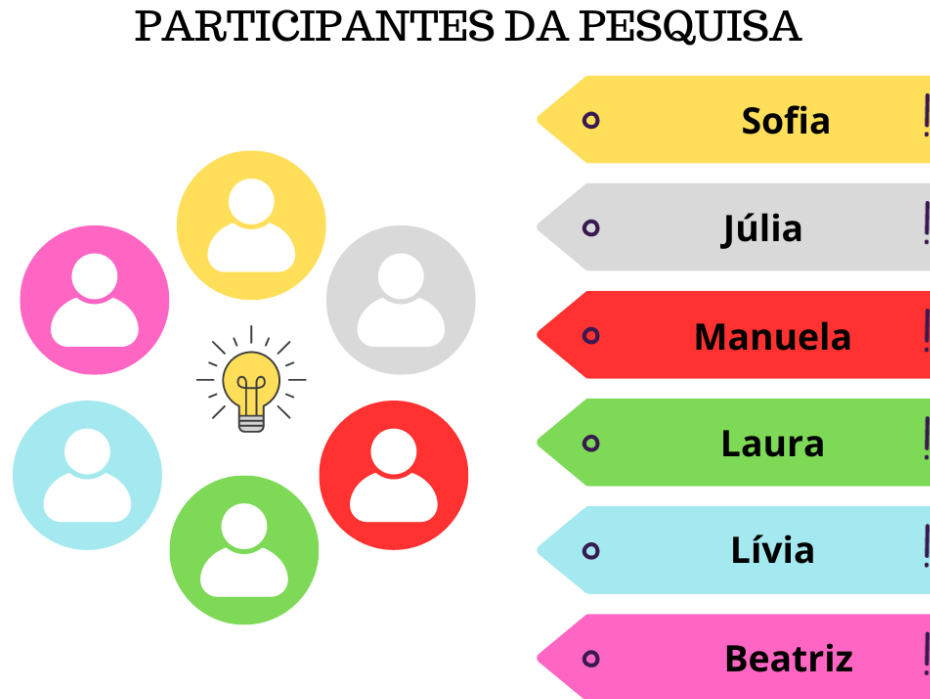 PARTICIPANTES DA PESQUISA
Sofia
Júlia
Manuela
Laura
Lívia
Beatriz